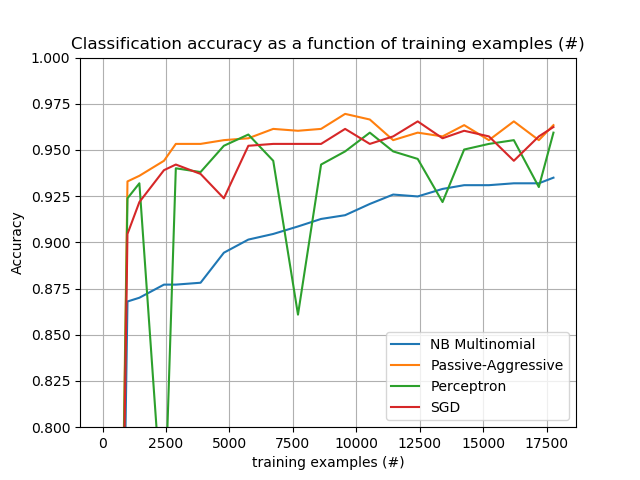 Classification accuracy as a function of training examples (#)
1.000
0.975
0.950
0.925
0.900
0.875
0.850
0.825
0.800
Accuracy
NB Multinomial
Passive-Aggressive
Perceptron
SGD
0 2500 5000 7500 10000 12500 15000 17500
training examples (#)